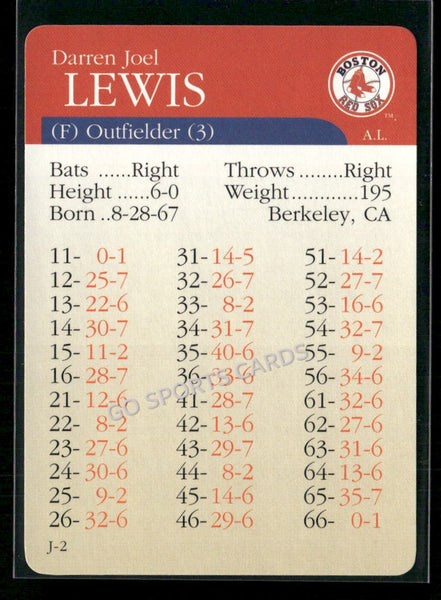 Darren Joel
LEWIS
BOSTON
RED SOX
TM
(F) Outfielder (3)
A.L.
Bats ......Right Throws ........Right
Height ......6-0 Weight............195
Born ..8-28-67 Berkeley, CA
11- 0-1 31-14-5 51-14-2
12-25-7 32-26-7 52-27-7
13-22-6 33- 8-2 53-16-6
14-30-7 34-31-7 54-32-7
15-11-2 35-40-6 55- 9-2
16-28-7 36- 3-6 56-34-6
21-12-6 41-28-7 61-32-6
22- 8-2 42-13-6 62-27-6
23-27-6 43-29-7 63-31-6
24-30-6 44- 8-2 64-33-6
25- 9-2 45-14-6 65-35-7
26-32-6 46-29-6 66- 0-1
J-2
GO SPORTS CARDS